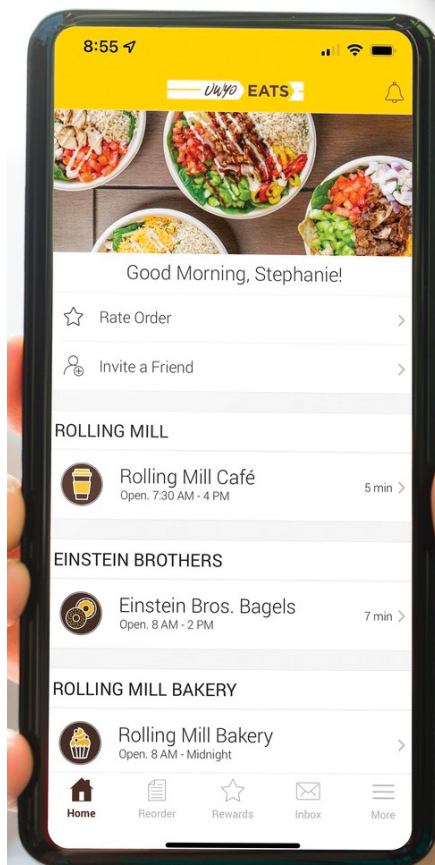 8:55
UWYO EATS
Good Morning, Stephanie!
Rate Order
Invite a Friend
ROLLING MILL
Rolling Mill Café
Open. 7:30 AM - 4 PM
5 min
EINSTEIN BROTHERS
Einstein Bros. Bagels
Open. 8 AM - 2 PM
7 min
ROLLING MILL BAKERY
Rolling Mill Bakery
Open. 8 AM - Midnight
Home
Reorder
Rewards
Inbox
More